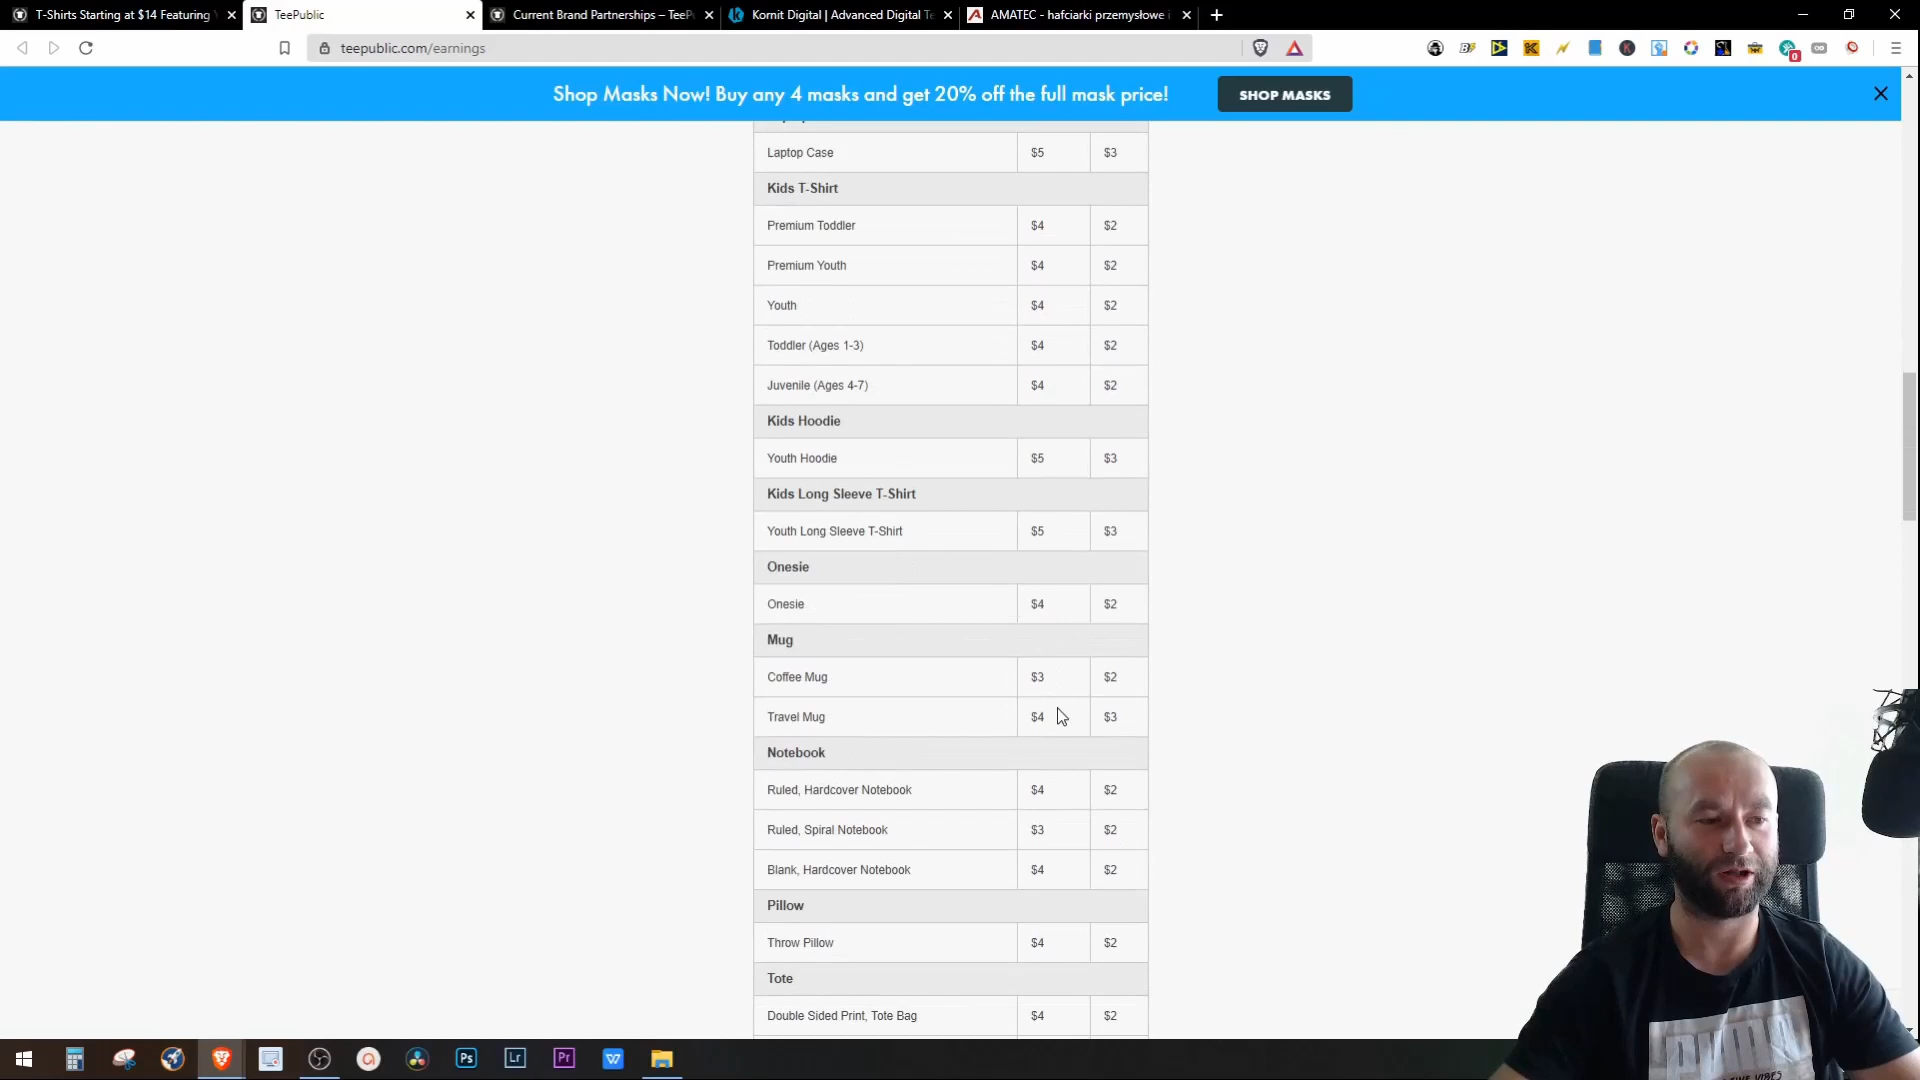 T-Shirts Starting at $14 Featuring
TeePublic
Current Brand Partnerships – TeeP
Kornit Digital | Advanced Digital Te
AMATEC - hafciarki przemysłowe i
teepublic.com/earnings
Shop Masks Now! Buy any 4 masks and get 20% off the full mask price!
SHOP MASKS
Laptop Case $5 $3
Kids T-Shirt
Premium Toddler $4 $2
Premium Youth $4 $2
Youth $4 $2
Toddler (Ages 1-3) $4 $2
Juvenile (Ages 4-7) $4 $2
Kids Hoodie
Youth Hoodie $5 $3
Kids Long Sleeve T-Shirt
Youth Long Sleeve T-Shirt $5 $3
Onesie
Onesie $4 $2
Mug
Coffee Mug $3 $2
Travel Mug $4 $3
Notebook
Ruled, Hardcover Notebook $4 $2
Ruled, Spiral Notebook $3 $2
Blank, Hardcover Notebook $4 $2
Pillow
Throw Pillow $4 $2
Tote
Double Sided Print, Tote Bag $4 $2
Ps
Lr
Pr
W